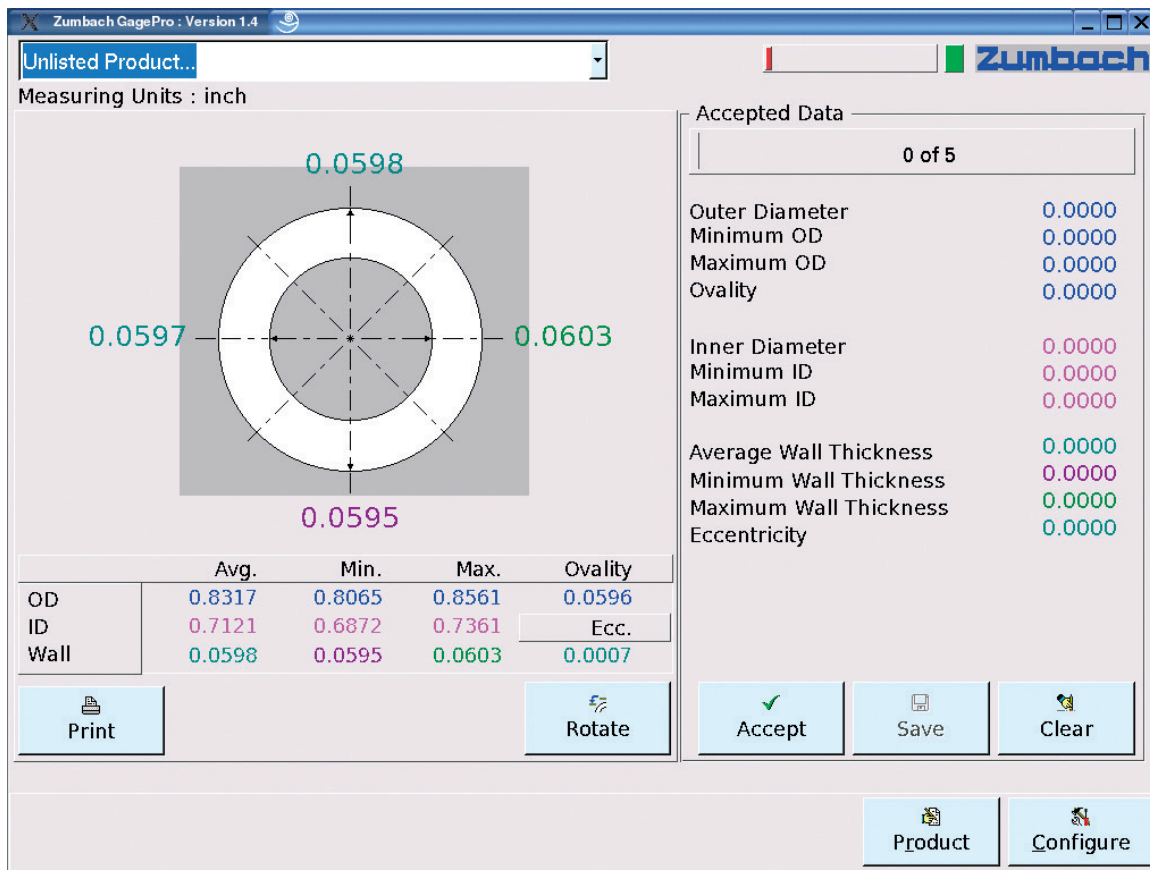 Zumbach GagePro : Version 1.4
Unlisted Product...
Zumbach
Measuring Units : inch
0.0598
0.0597
0.0603
0.0595
Avg. Min. Max. Ovality
OD 0.8317 0.8065 0.8561 0.0596
ID 0.7121 0.6872 0.7361 Ecc.
Wall 0.0598 0.0595 0.0603 0.0007
Print
Rotate
Accepted Data
0 of 5
Outer Diameter 0.0000
Minimum OD 0.0000
Maximum OD 0.0000
Ovality 0.0000
Inner Diameter 0.0000
Minimum ID 0.0000
Maximum ID 0.0000
Average Wall Thickness 0.0000
Minimum Wall Thickness 0.0000
Maximum Wall Thickness 0.0000
Eccentricity 0.0000
Accept
Save
Clear
Product
Configure